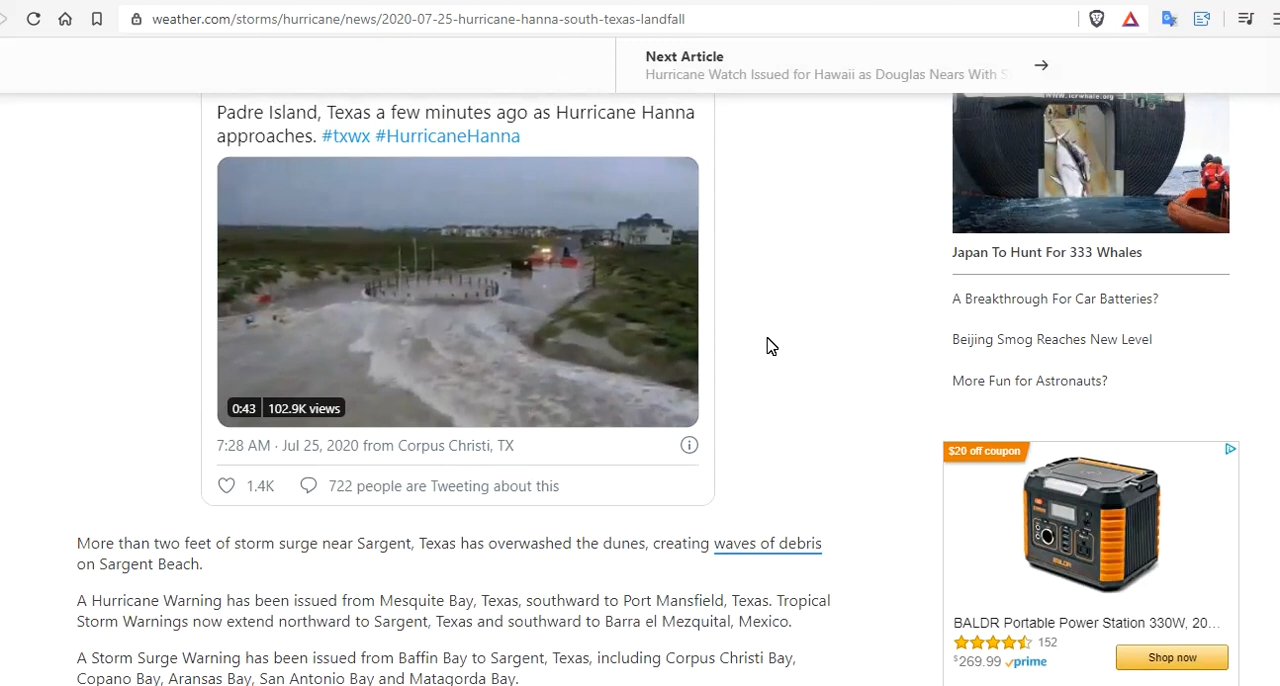 weather.com/storms/hurricane/news/2020-07-25-hurricane-hanna-south-texas-landfall
Next Article
Hurricane Watch Issued for Hawaii as Douglas Nears With S
Padre Island, Texas a few minutes ago as Hurricane Hanna
approaches. #txwx #HurricaneHanna
0:43 102.9K views
7:28 AM · Jul 25, 2020 from Corpus Christi, TX
1.4K 722 people are Tweeting about this
More than two feet of storm surge near Sargent, Texas has overwashed the dunes, creating waves of debris
on Sargent Beach.
A Hurricane Warning has been issued from Mesquite Bay, Texas, southward to Port Mansfield, Texas. Tropical
Storm Warnings now extend northward to Sargent, Texas and southward to Barra el Mezquital, Mexico.
A Storm Surge Warning has been issued from Baffin Bay to Sargent, Texas, including Corpus Christi Bay,
Copano Bay, Aransas Bay, San Antonio Bay and Matagorda Bay.
www.icrwhale.org
Japan To Hunt For 333 Whales
A Breakthrough For Car Batteries?
Beijing Smog Reaches New Level
More Fun for Astronauts?
$20 off coupon
BALDR
BALDR Portable Power Station 330W, 20...
152
$269.99 prime
Shop now